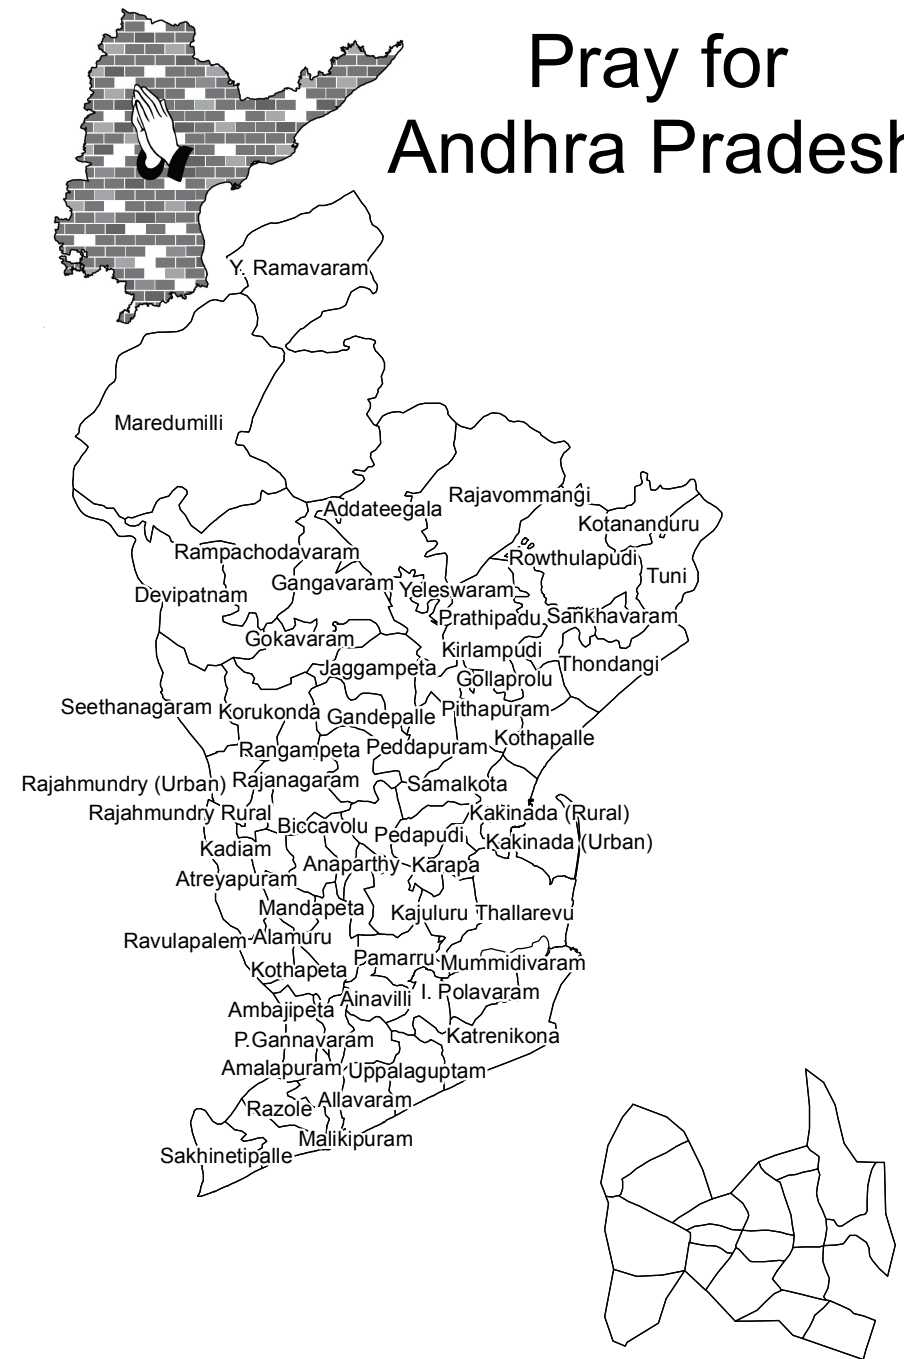 Pray for
Andhra Pradesh
Y. Ramavaram
Maredumilli
Addateegala
Rajavommangi
Kotananduru
Rampachodavaram
Rowthulapudi
Tuni
Devipatnam
Gangavaram
Yeleswaram
Prathipadu
Sankhavaram
Gokavaram
Kirlampudi
Jaggampeta
Thondangi
Gollaprolu
Seethanagaram
Korukonda
Gandepalle
Pithapuram
Rangampeta
Peddapuram
Kothapalle
Rajahmundry (Urban)
Rajanagaram
Samalkota
Rajahmundry Rural
Kakinada (Rural)
Biccavolu
Pedapudi
Kakinada (Urban)
Kadiam
Anaparthy
Karapa
Atreyapuram
Mandapeta
Kajuluru
Thallarevu
Ravulapalem
Alamuru
Pamarru
Mummidivaram
Kothapeta
Ainavilli
I. Polavaram
Ambajipeta
P.Gannavaram
Katrenikona
Amalapuram
Uppalaguptam
Razole
Allavaram
Malikipuram
Sakhinetipalle